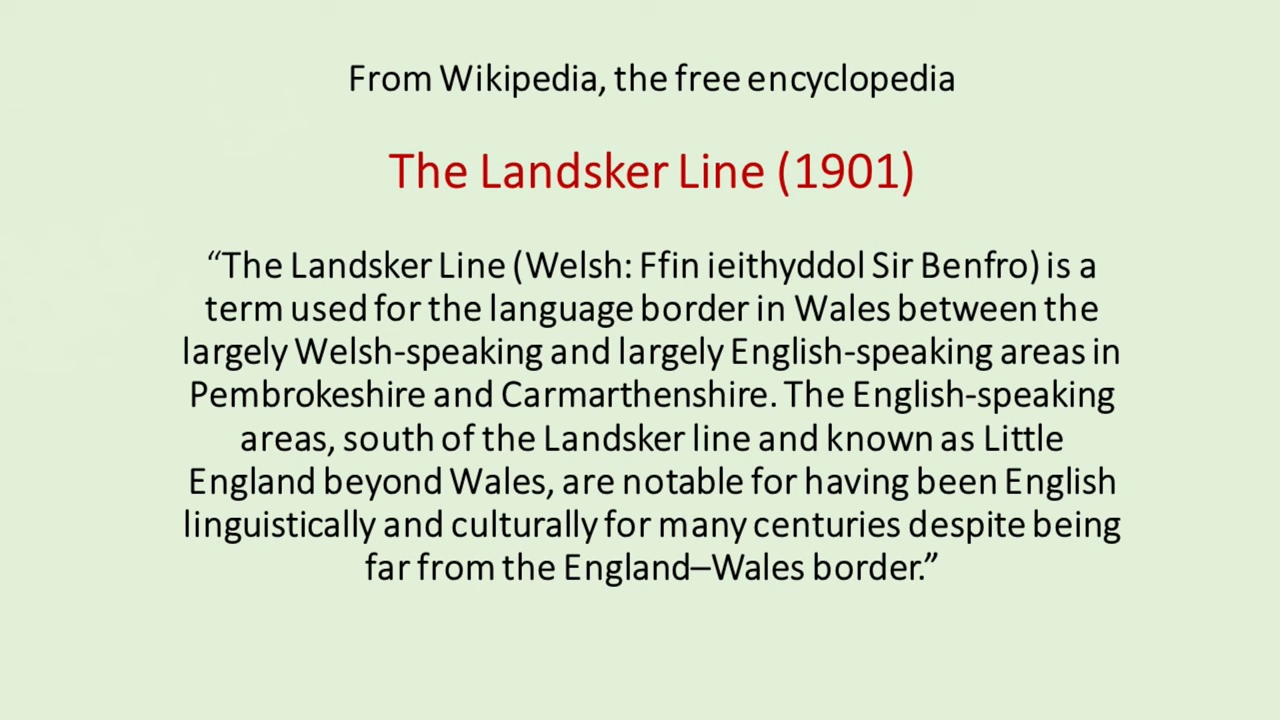 From Wikipedia, the free encyclopedia
The Landsker Line (1901)
“The Landsker Line (Welsh: Ffin ieithyddol Sir Benfro) is a
term used for the language border in Wales between the
largely Welsh-speaking and largely English-speaking areas in
Pembrokeshire and Carmarthenshire. The English-speaking
areas, south of the Landsker line and known as Little
England beyond Wales, are notable for having been English
linguistically and culturally for many centuries despite being
far from the England–Wales border.”